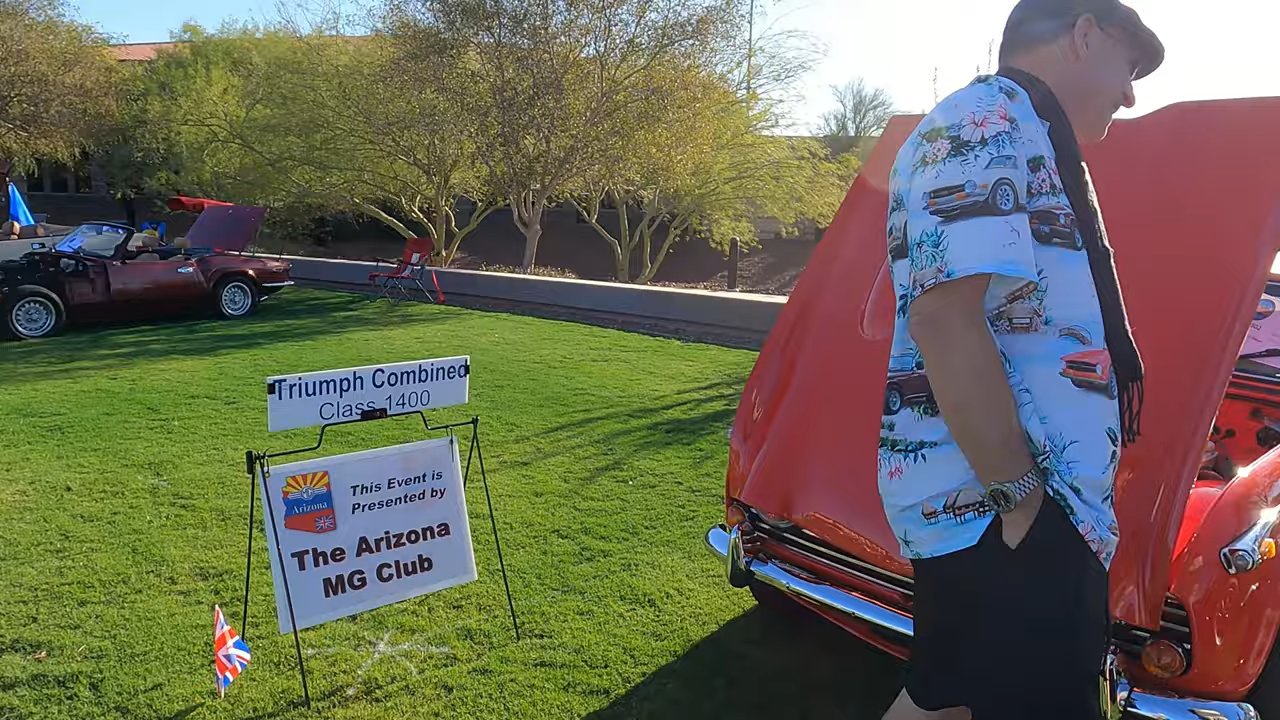 Triumph Combined
Class 1400
Arizona
This Event is
Presented by
The Arizona
MG Club